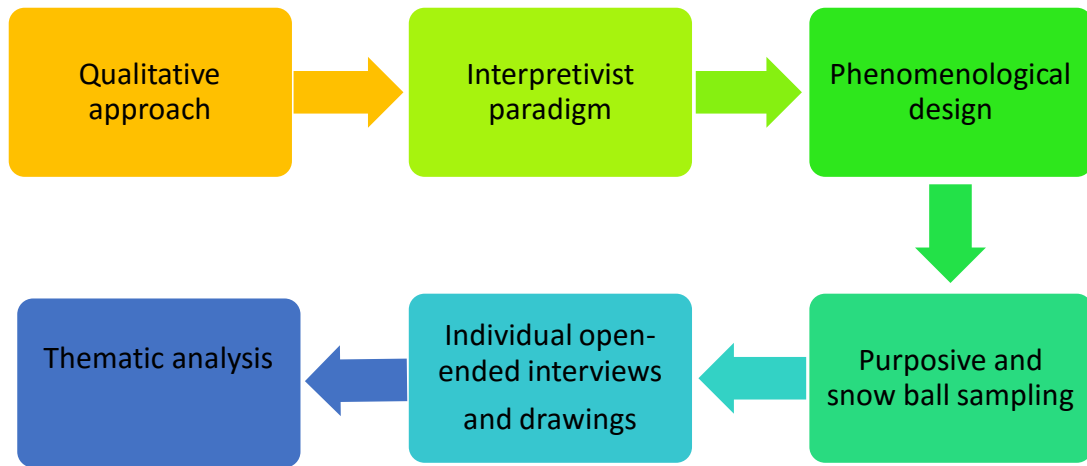 Qualitative
approach
Interpretivist
paradigm
Phenomenological
design
Purposive and
snow ball sampling
Individual open-
ended interviews
and drawings
Thematic analysis